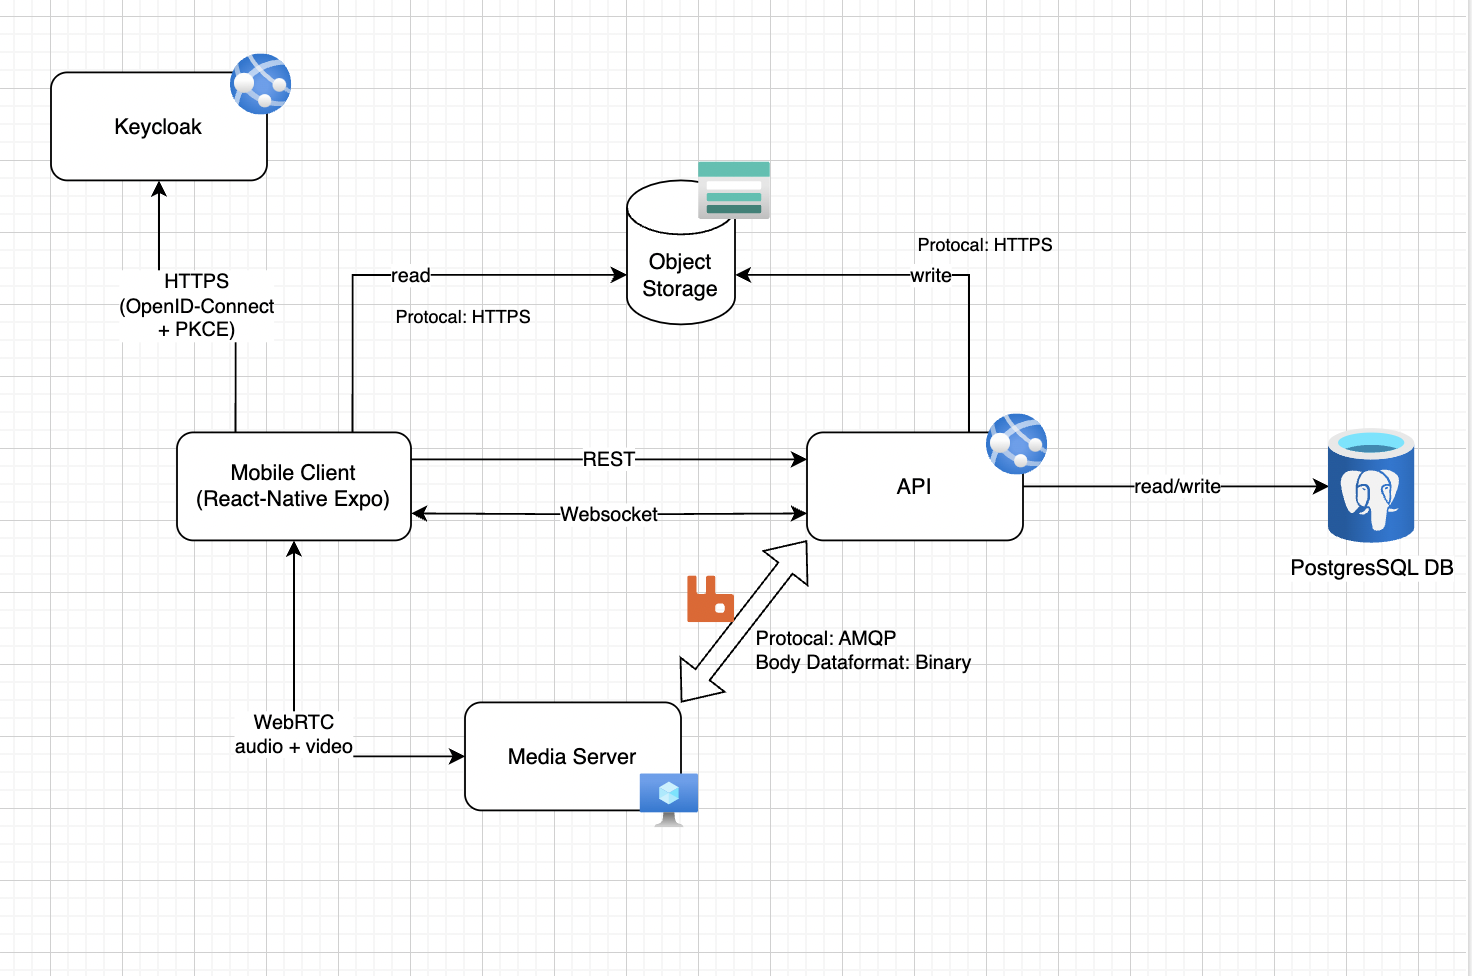 Keycloak
Object
Storage
Protocal: HTTPS
read
write
HTTPS
(OpenID-Connect
+ PKCE)
Protocal: HTTPS
Mobile Client
(React-Native Expo)
REST
Websocket
API
read/write
PostgresSQL DB
Protocal: AMQP
Body Dataformat: Binary
WebRTC
audio + video
Media Server